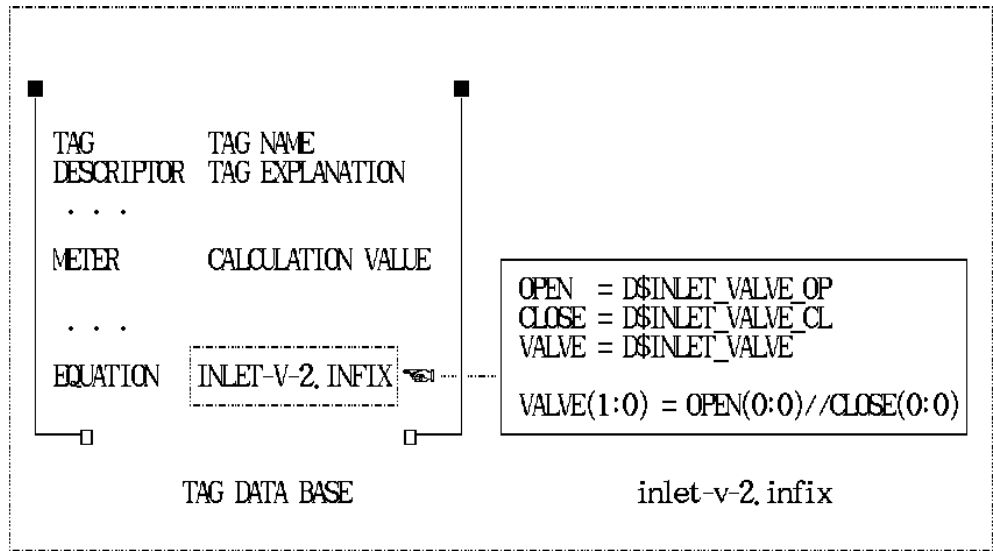 TAG TAG NAME
DESCRIPTOR TAG EXPLANATION
. . .
METER CALCULATION VALUE
. . .
EQUATION INLET-V-2.INFIX
TAG DATA BASE
OPEN = D$INLET_VALVE_OP
CLOSE = D$INLET_VALVE_CL
VALVE = D$INLET_VALVE
VALVE(1:0) = OPEN(0:0)//CLOSE(0:0)
inlet-v-2.infix